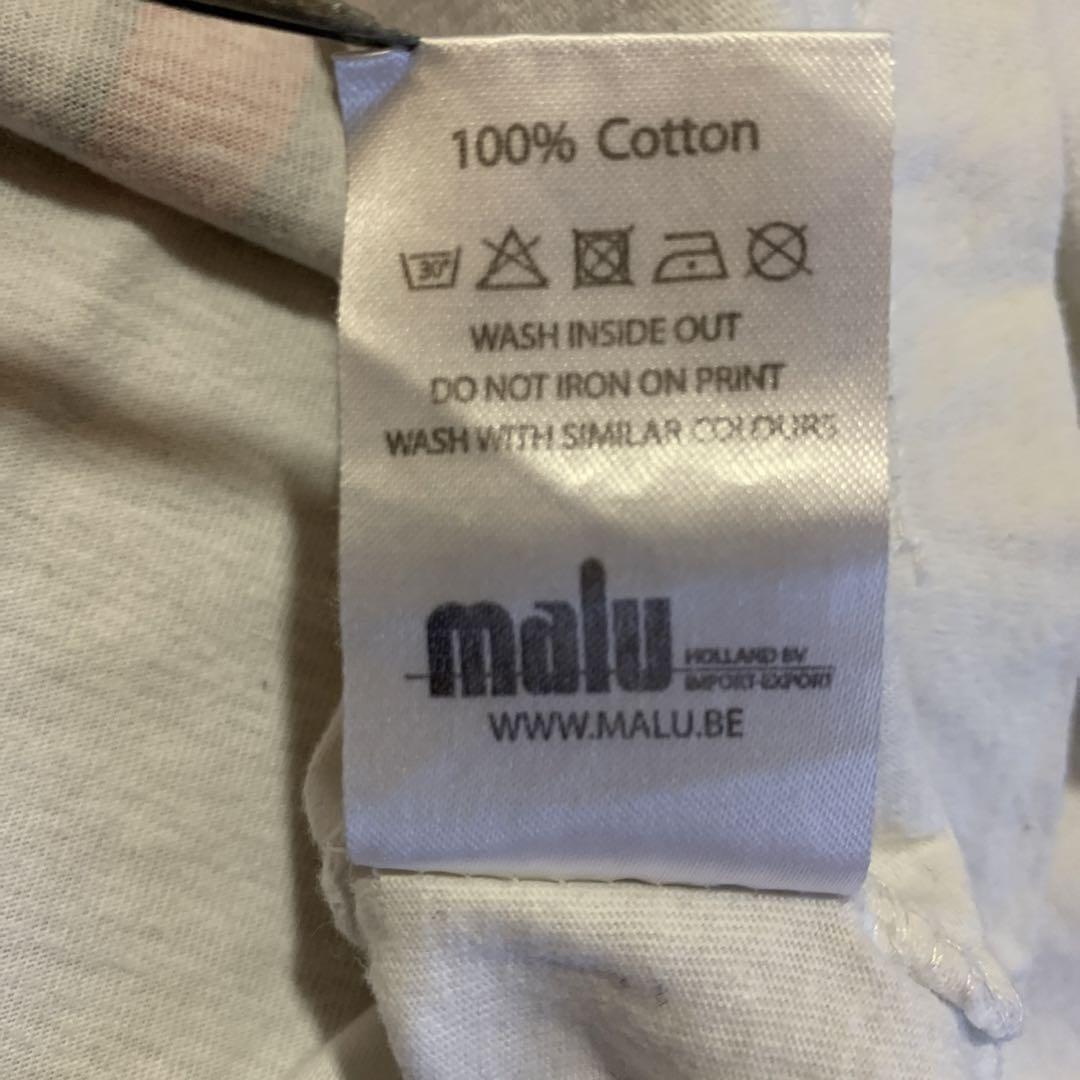 100% Cotton
30°
WASH INSIDE OUT
DO NOT IRON ON PRINT
WASH WITH SIMILAR COLOURS
malu
HOLLAND BV
IMPORT-EXPORT
WWW.MALU.BE